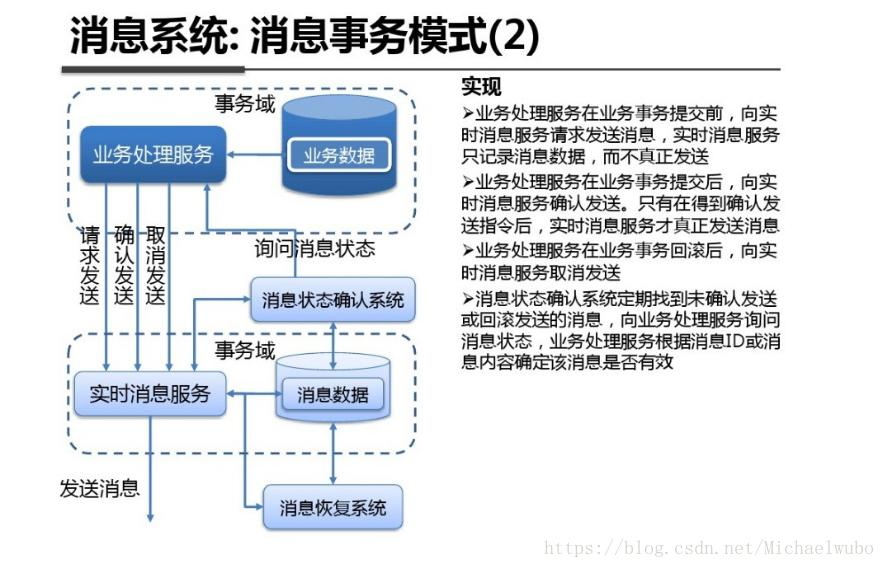 消息系统: 消息事务模式(2)
事务域
业务处理服务
业务数据
请求发送
确认发送
取消发送
询问消息状态
消息状态确认系统
事务域
实时消息服务
消息数据
发送消息
消息恢复系统
实现
➢业务处理服务在业务事务提交前，向实
时消息服务请求发送消息，实时消息服务
只记录消息数据，而不真正发送
➢业务处理服务在业务事务提交后，向实
时消息服务确认发送。只有在得到确认发
送指令后，实时消息服务才真正发送消息
➢业务处理服务在业务事务回滚后，向实
时消息服务取消发送
➢消息状态确认系统定期找到未确认发送
或回滚发送的消息，向业务处理服务询问
消息状态，业务处理服务根据消息ID或消
息内容确定该消息是否有效
https://blog.csdn.net/Michaelwubo